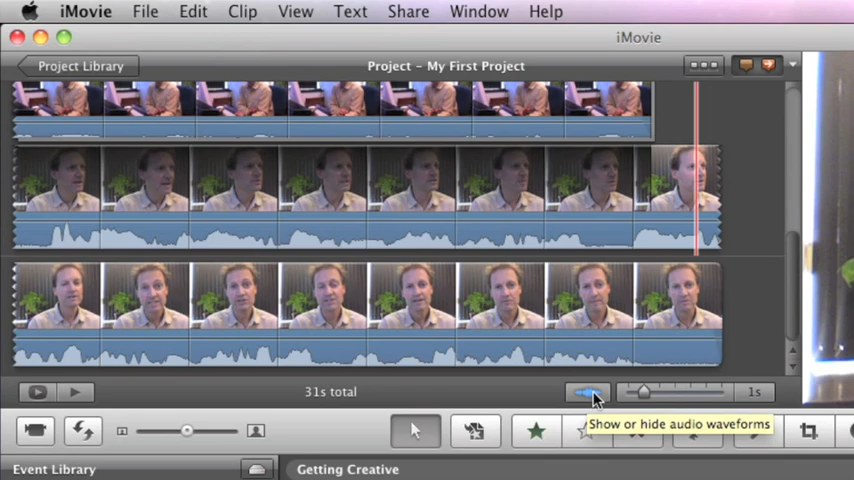 iMovie File Edit Clip View Text Share Window Help
iMovie
Project Library
Project – My First Project
31s total
1s
Show or hide audio waveforms
Event Library
Getting Creative